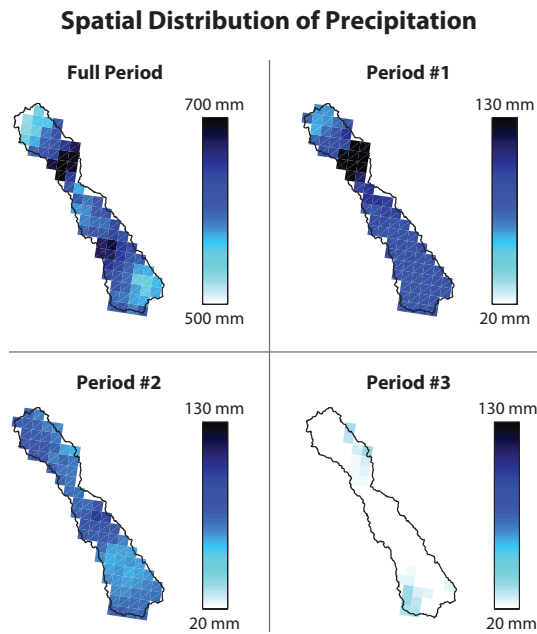 Spatial Distribution of Precipitation
Full Period
700 mm
500 mm
Period #1
130 mm
20 mm
Period #2
130 mm
20 mm
Period #3
130 mm
20 mm